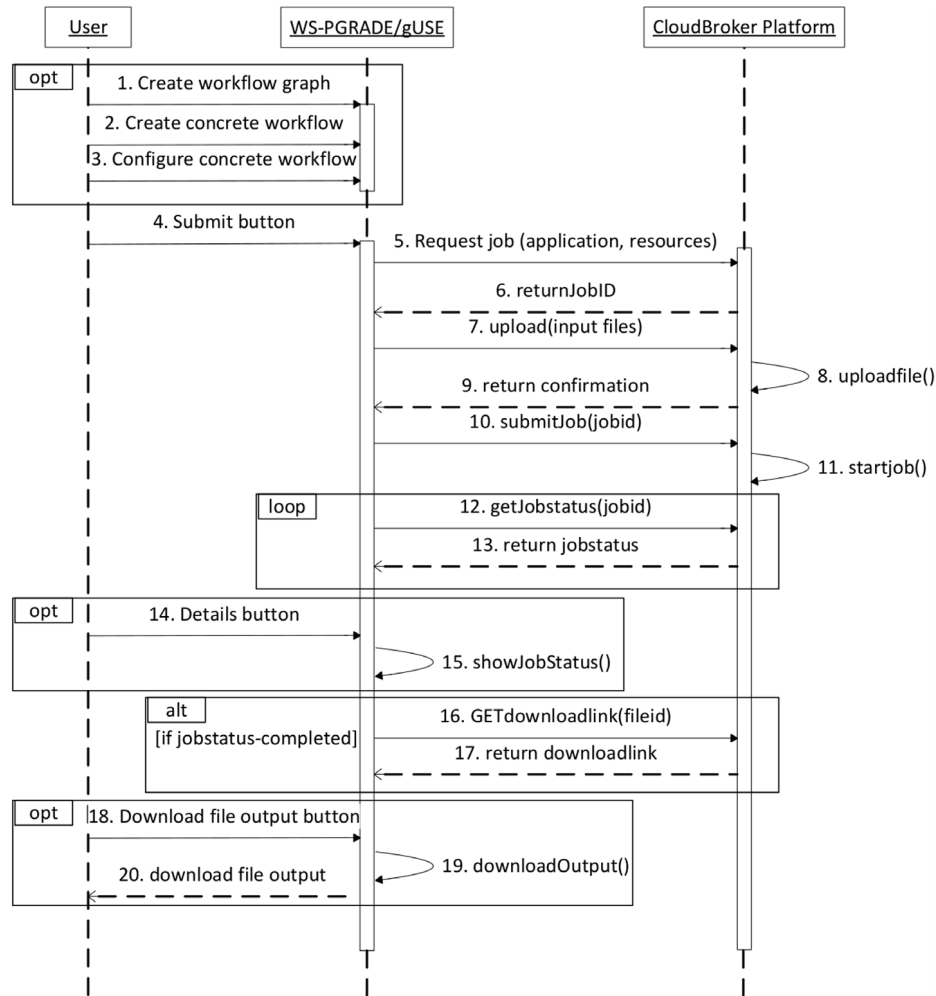 User
WS-PGRADE/gUSE
CloudBroker Platform
opt
1. Create workflow graph
2. Create concrete workflow
3. Configure concrete workflow
4. Submit button
5. Request job (application, resources)
6. returnJobID
7. upload(input files)
8. uploadfile()
9. return confirmation
10. submitJob(jobid)
11. startjob()
loop
12. getJobstatus(jobid)
13. return jobstatus
opt
14. Details button
15. showJobStatus()
alt
[if jobstatus-completed]
16. GETdownloadlink(fileid)
17. return downloadlink
opt
18. Download file output button
19. downloadOutput()
20. download file output